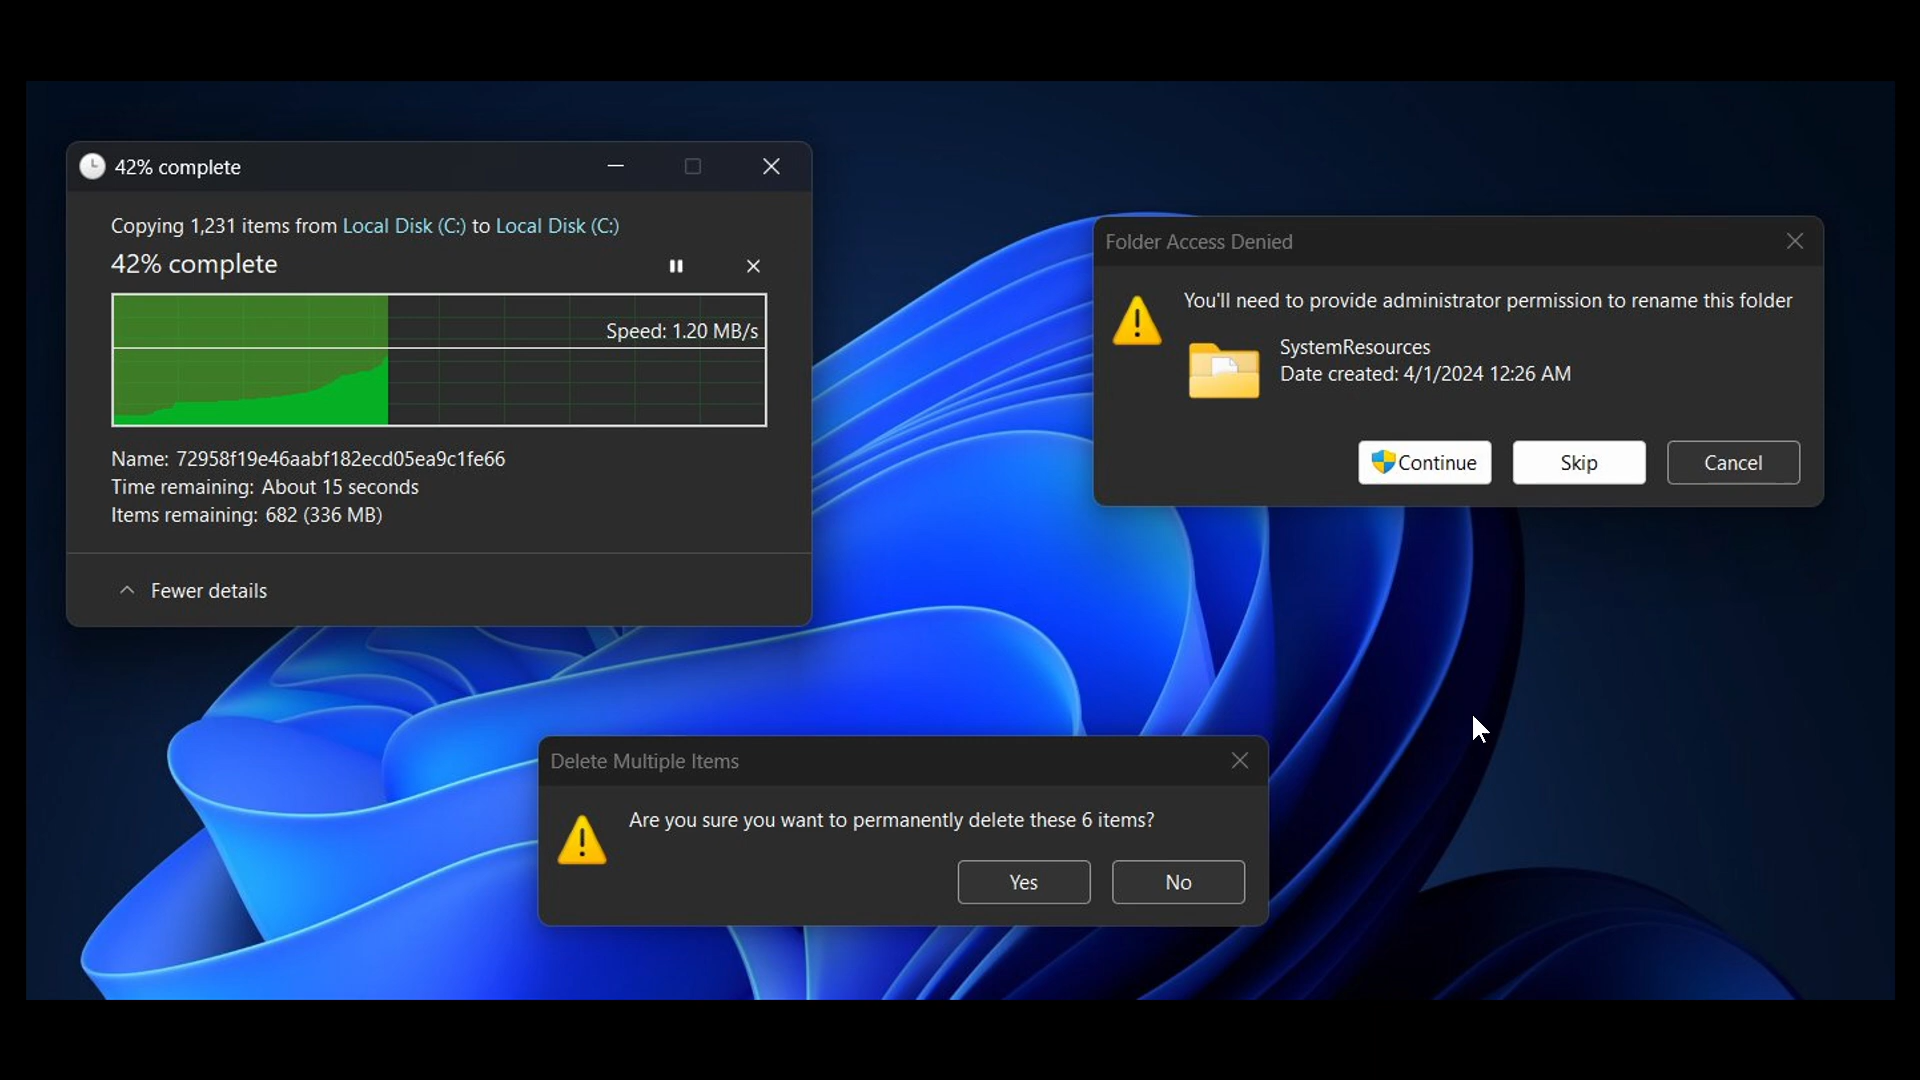 42% complete
Copying 1,231 items from Local Disk (C:) to Local Disk (C:)
42% complete
Speed: 1.20 MB/s
Name: 72958f19e46aabf182ecd05ea9c1fe66
Time remaining: About 15 seconds
Items remaining: 682 (336 MB)
Fewer details
Folder Access Denied
You'll need to provide administrator permission to rename this folder
SystemResources
Date created: 4/1/2024 12:26 AM
Continue Skip Cancel
Delete Multiple Items
Are you sure you want to permanently delete these 6 items?
Yes No